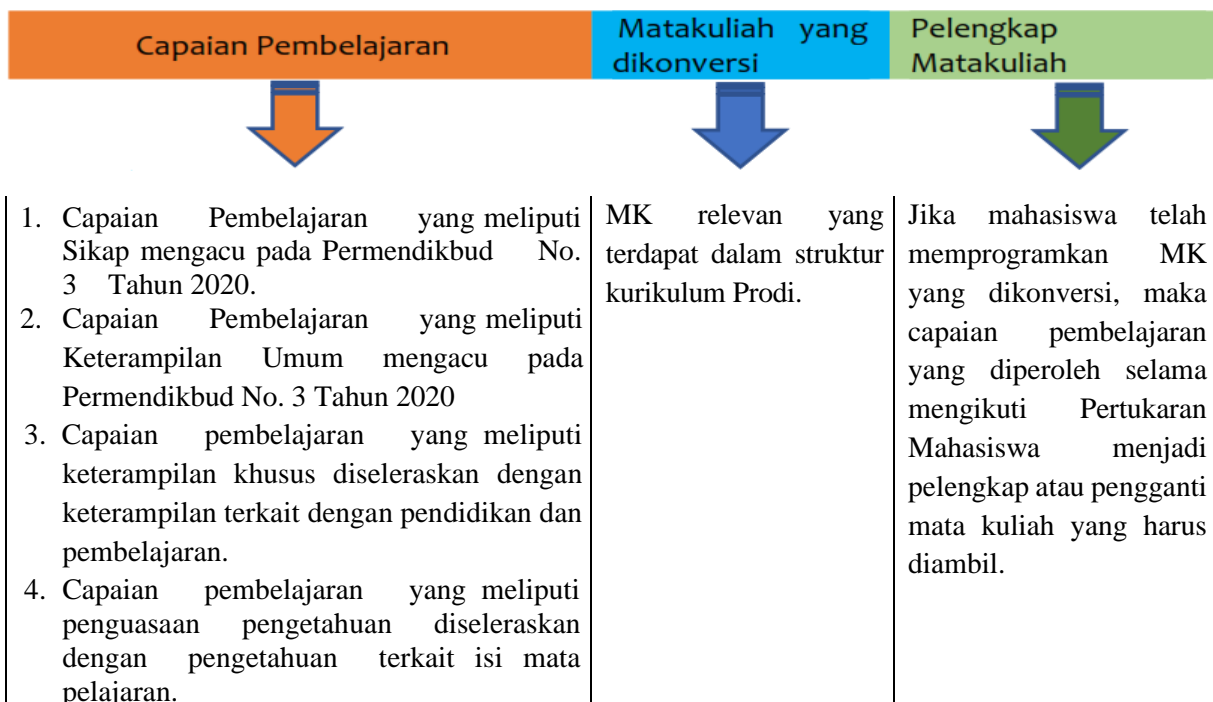 Capaian Pembelajaran
Matakuliah yang
dikonversi
Pelengkap
Matakuliah
1. Capaian Pembelajaran yang meliputi
Sikap mengacu pada Permendikbud No.
3 Tahun 2020.
2. Capaian Pembelajaran yang meliputi
Keterampilan Umum mengacu pada
Permendikbud No. 3 Tahun 2020
3. Capaian pembelajaran yang meliputi
keterampilan khusus diseleraskan dengan
keterampilan terkait dengan pendidikan dan
pembelajaran.
4. Capaian pembelajaran yang meliputi
penguasaan pengetahuan diseleraskan
dengan pengetahuan terkait isi mata
pelajaran.
MK relevan yang
terdapat dalam struktur
kurikulum Prodi.
Jika mahasiswa telah
memprogramkan MK
yang dikonversi, maka
capaian pembelajaran
yang diperoleh selama
mengikuti Pertukaran
Mahasiswa menjadi
pelengkap atau pengganti
mata kuliah yang harus
diambil.